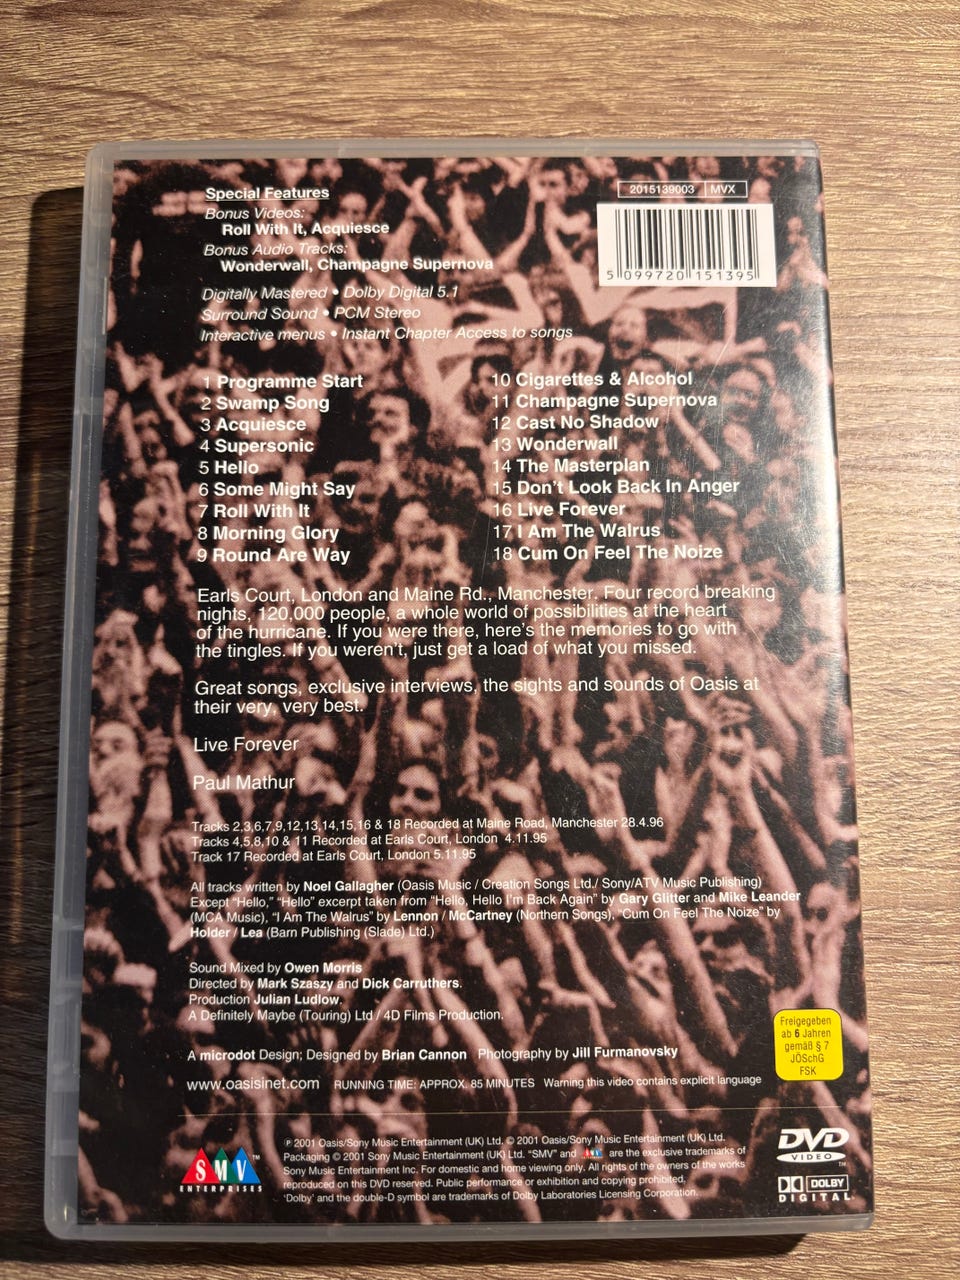 Special Features
Bonus Videos:
Roll With It, Acquiesce
Bonus Audio Tracks:
Wonderwall, Champagne Supernova
Digitally Mastered • Dolby Digital 5.1
Surround Sound • PCM Stereo
Interactive menus • Instant Chapter Access to songs
2015139003 MVX
5 099720 151395
1 Programme Start
2 Swamp Song
3 Acquiesce
4 Supersonic
5 Hello
6 Some Might Say
7 Roll With It
8 Morning Glory
9 Round Are Way
10 Cigarettes & Alcohol
11 Champagne Supernova
12 Cast No Shadow
13 Wonderwall
14 The Masterplan
15 Don't Look Back In Anger
16 Live Forever
17 I Am The Walrus
18 Cum On Feel The Noize
Earls Court, London and Maine Rd., Manchester. Four record breaking
nights, 120,000 people, a whole world of possibilities at the heart
of the hurricane. If you were there, here's the memories to go with
the tingles. If you weren't, just get a load of what you missed.
Great songs, exclusive interviews, the sights and sounds of Oasis at
their very, very best.
Live Forever
Paul Mathur
Tracks 2,3,6,7,9,12,13,14,15,16 & 18 Recorded at Maine Road, Manchester 28.4.96
Tracks 4,5,8,10 & 11 Recorded at Earls Court, London 4.11.95
Track 17 Recorded at Earls Court, London 5.11.95
All tracks written by Noel Gallagher (Oasis Music / Creation Songs Ltd./ Sony/ATV Music Publishing)
Except "Hello," "Hello" excerpt taken from "Hello, Hello I'm Back Again" by Gary Glitter and Mike Leander
(MCA Music), "I Am The Walrus" by Lennon / McCartney (Northern Songs), "Cum On Feel The Noize" by
Holder / Lea (Barn Publishing (Slade) Ltd.)
Sound Mixed by Owen Morris
Directed by Mark Szaszy and Dick Carruthers.
Production Julian Ludlow.
A Definitely Maybe (Touring) Ltd / 4D Films Production.
A microdot Design; Designed by Brian Cannon Photography by Jill Furmanovsky
www.oasisinet.com RUNNING TIME: APPROX. 85 MINUTES Warning this video contains explicit language
Freigegeben
ab 6 Jahren
gemäß § 7
JÖSchG
FSK
SMV™
ENTERPRISES
℗ 2001 Oasis/Sony Music Entertainment (UK) Ltd. © 2001 Oasis/Sony Music Entertainment (UK) Ltd.
Packaging © 2001 Sony Music Entertainment (UK) Ltd. "SMV" and SMV are the exclusive trademarks of
Sony Music Entertainment Inc. For domestic and home viewing only. All rights of the owners of the works
reproduced on this DVD reserved. Public performance or exhibition and copying prohibited.
'Dolby' and the double-D symbol are trademarks of Dolby Laboratories Licensing Corporation.
DVD
VIDEO™
DOLBY
DIGITAL